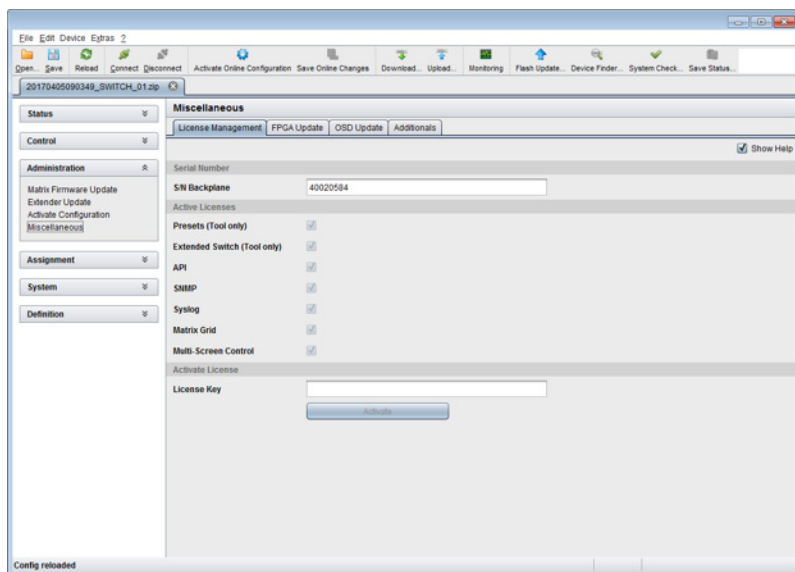 File Edit Device Extras ?
Open... Save Reload Connect Disconnect Activate Online Configuration Save Online Changes Download... Upload... Monitoring Flash Update... Device Finder... System Check... Save Status...
20170405090349_SWITCH_01.zip
Status
Control
Administration
Matrix Firmware Update
Extender Update
Activate Configuration
Miscellaneous
Assignment
System
Definition
Miscellaneous
License Management FPGA Update OSD Update Additionals
Show Help
Serial Number
S/N Backplane 40020584
Active Licenses
Presets (Tool only)
Extended Switch (Tool only)
API
SNMP
Syslog
Matrix Grid
Multi-Screen Control
Activate License
License Key
Activate
Config reloaded